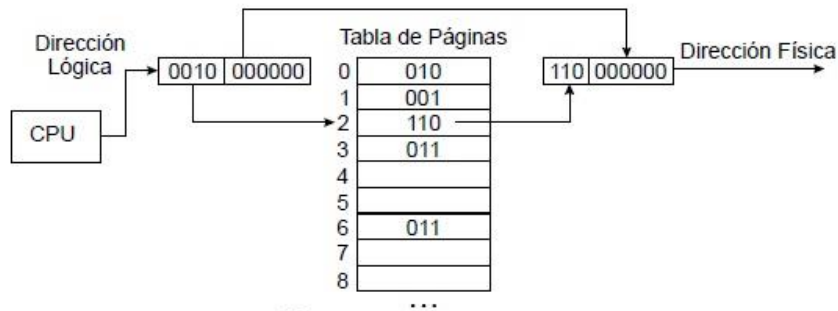 Dirección
Lógica
0010 000000
CPU
Tabla de Páginas
0 010
1 001
2 110
3 011
4
5
6 011
7
8
...
110 000000
Dirección Física